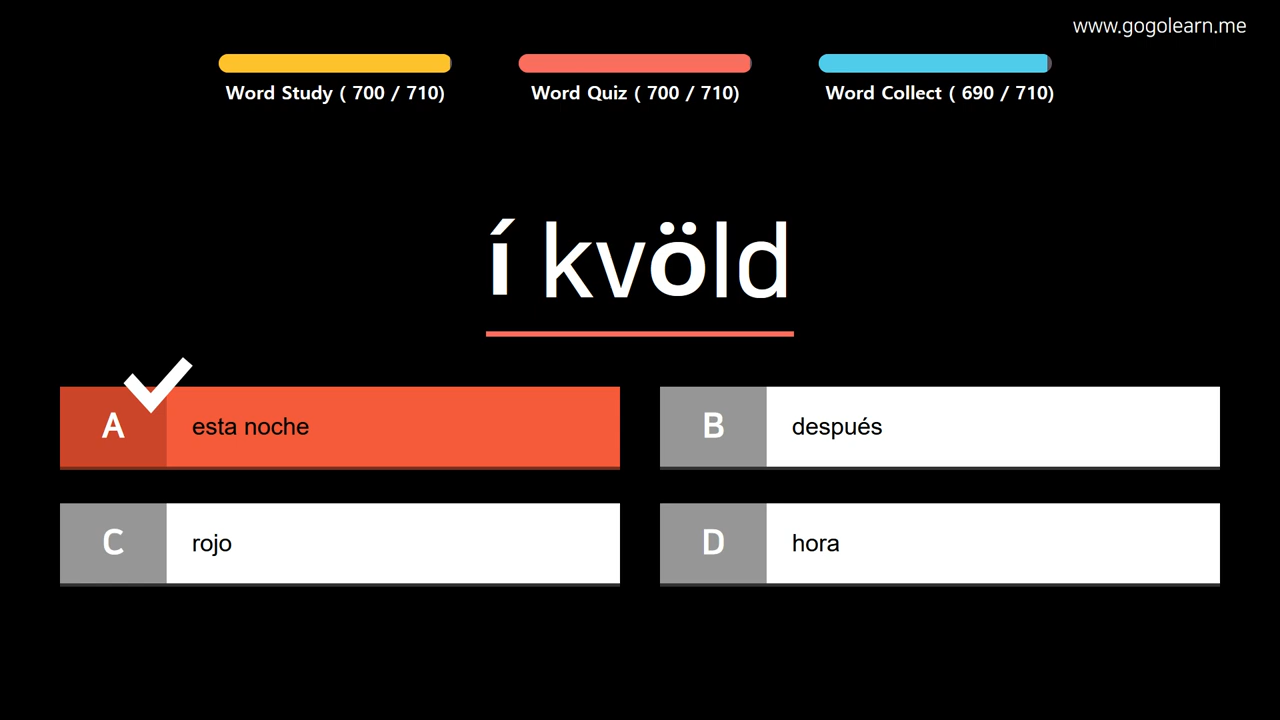 www.gogolearn.me
Word Study ( 700 / 710)
Word Quiz ( 700 / 710)
Word Collect ( 690 / 710)
í kvöld
A esta noche
B después
C rojo
D hora